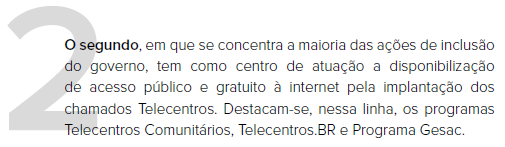 2
O segundo, em que se concentra a maioria das ações de inclusão
do governo, tem como centro de atuação a disponibilização
de acesso público e gratuito à internet pela implantação dos
chamados Telecentros. Destacam-se, nessa linha, os programas
Telecentros Comunitários, Telecentros.BR e Programa Gesac.